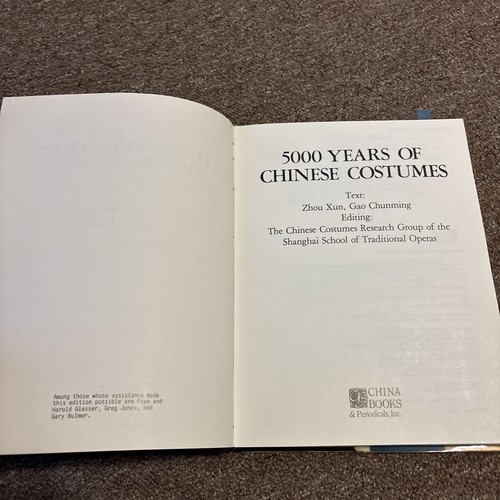 Among those whose assistance made
this edition possible are Faye and
Harold Glasser, Greg Jones, and
Gary Bulmer.
5000 YEARS OF
CHINESE COSTUMES
Text:
Zhou Xun, Gao Chunming
Editing:
The Chinese Costumes Research Group of the
Shanghai School of Traditional Operas
CHINA
BOOKS
& Periodicals, Inc.